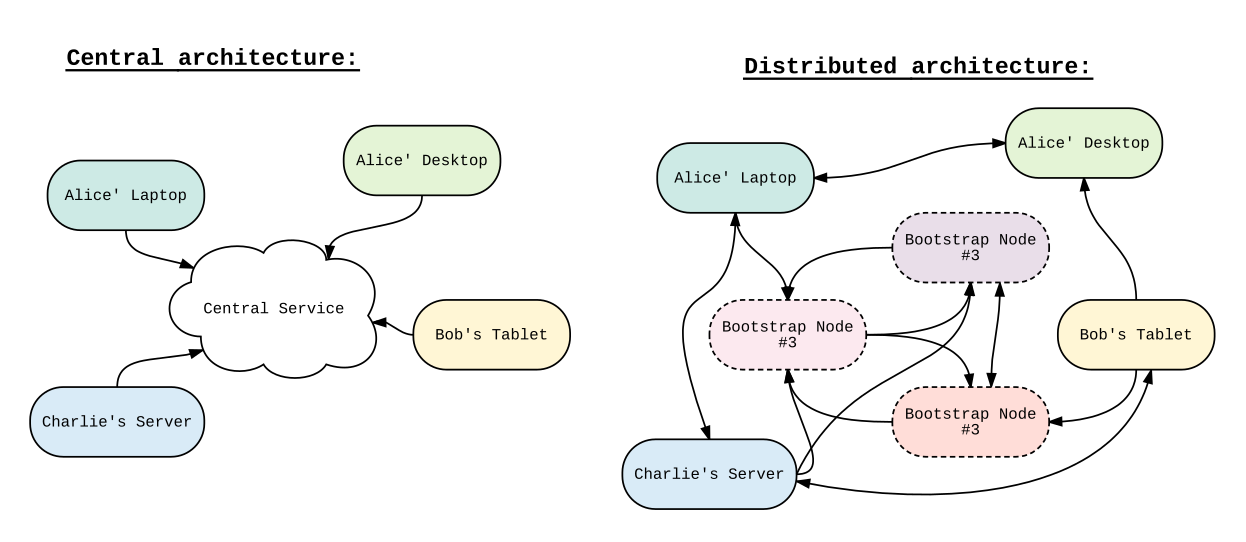 Central architecture:
Alice' Laptop
Alice' Desktop
Central Service
Bob's Tablet
Charlie's Server
Distributed architecture:
Alice' Laptop
Alice' Desktop
Bootstrap Node
#3
Bootstrap Node
#3
Bob's Tablet
Bootstrap Node
#3
Charlie's Server